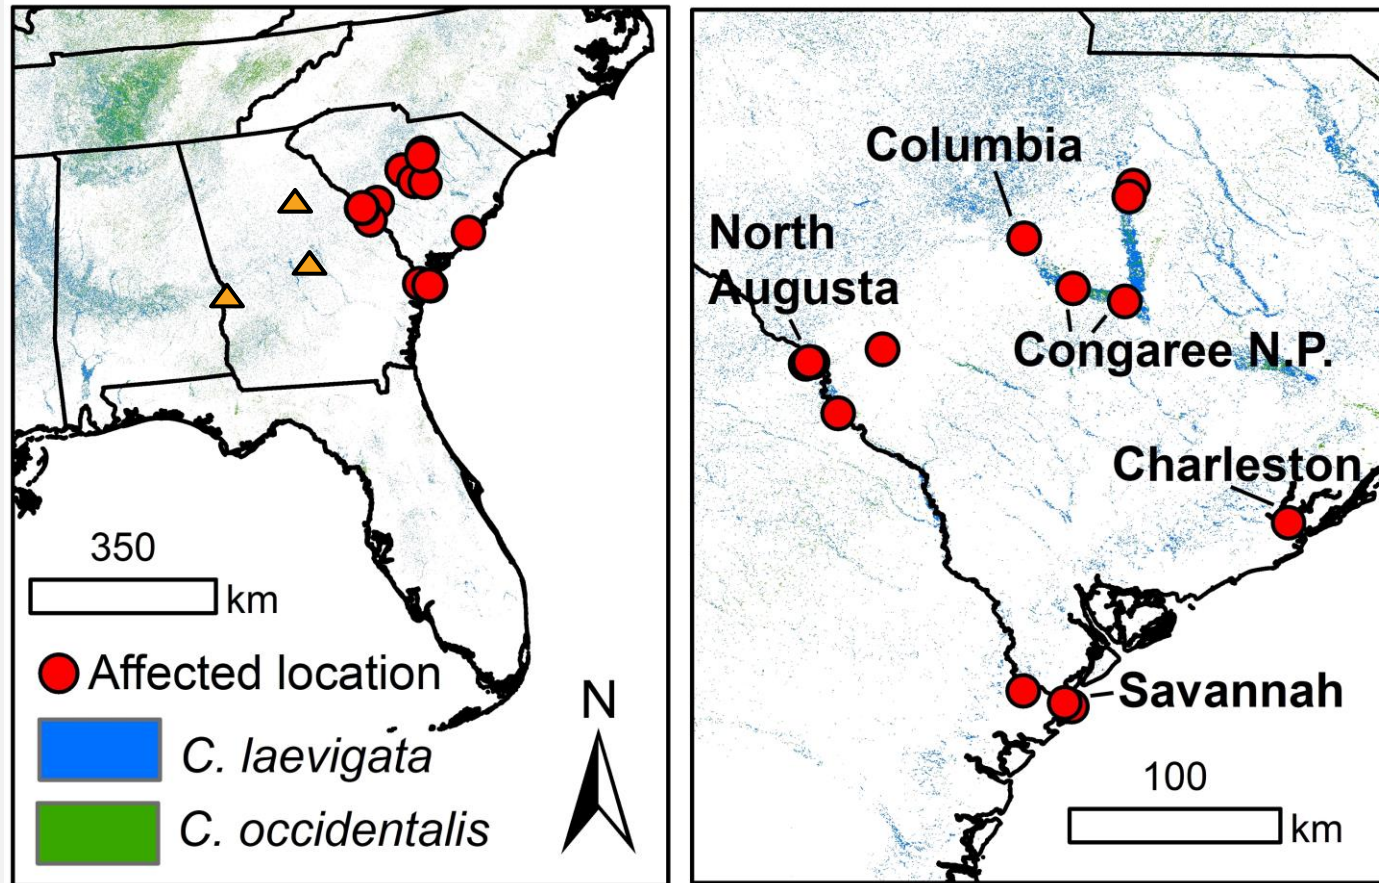 350
km
Affected location
N
C. laevigata
C. occidentalis
Columbia
North
Augusta
Congaree N.P.
Charleston
Savannah
100
km